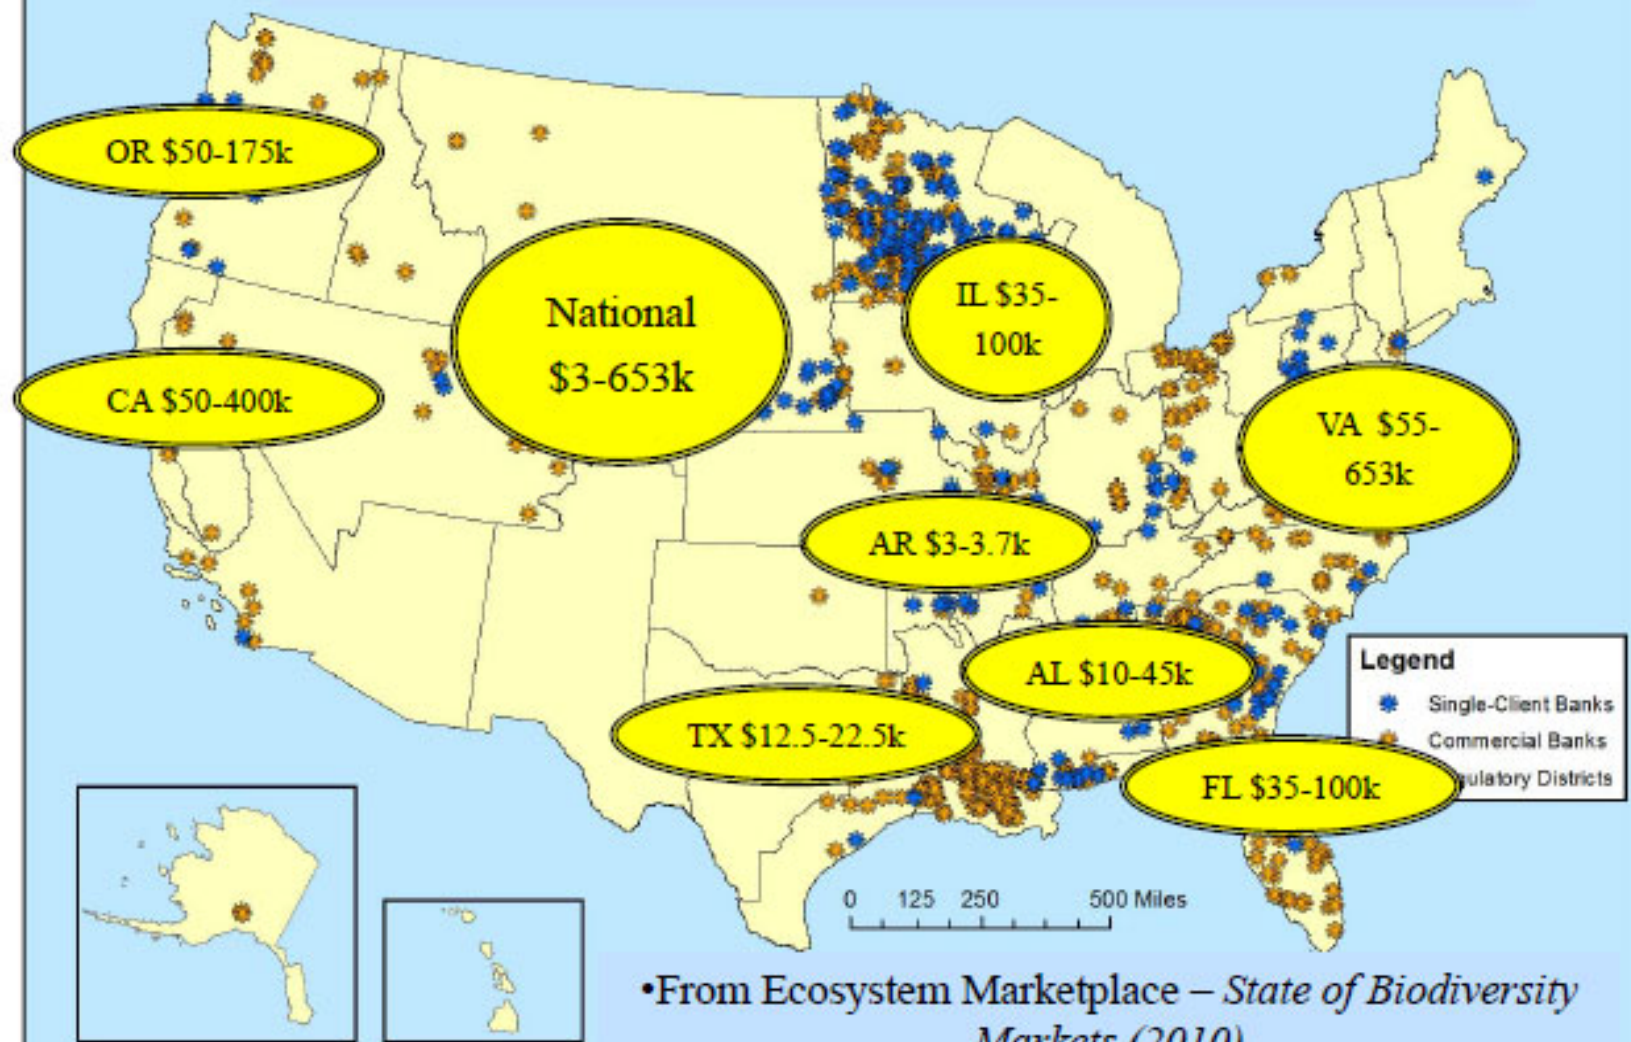 OR $50-175k
National
$3-653k
IL $35-
100k
CA $50-400k
VA $55-
653k
AR $3-3.7k
AL $10-45k
TX $12.5-22.5k
FL $35-100k
Legend
Single-Client Banks
Commercial Banks
ulatory Districts
0 125 250 500 Miles
•From Ecosystem Marketplace – State of Biodiversity
Markets (2010)